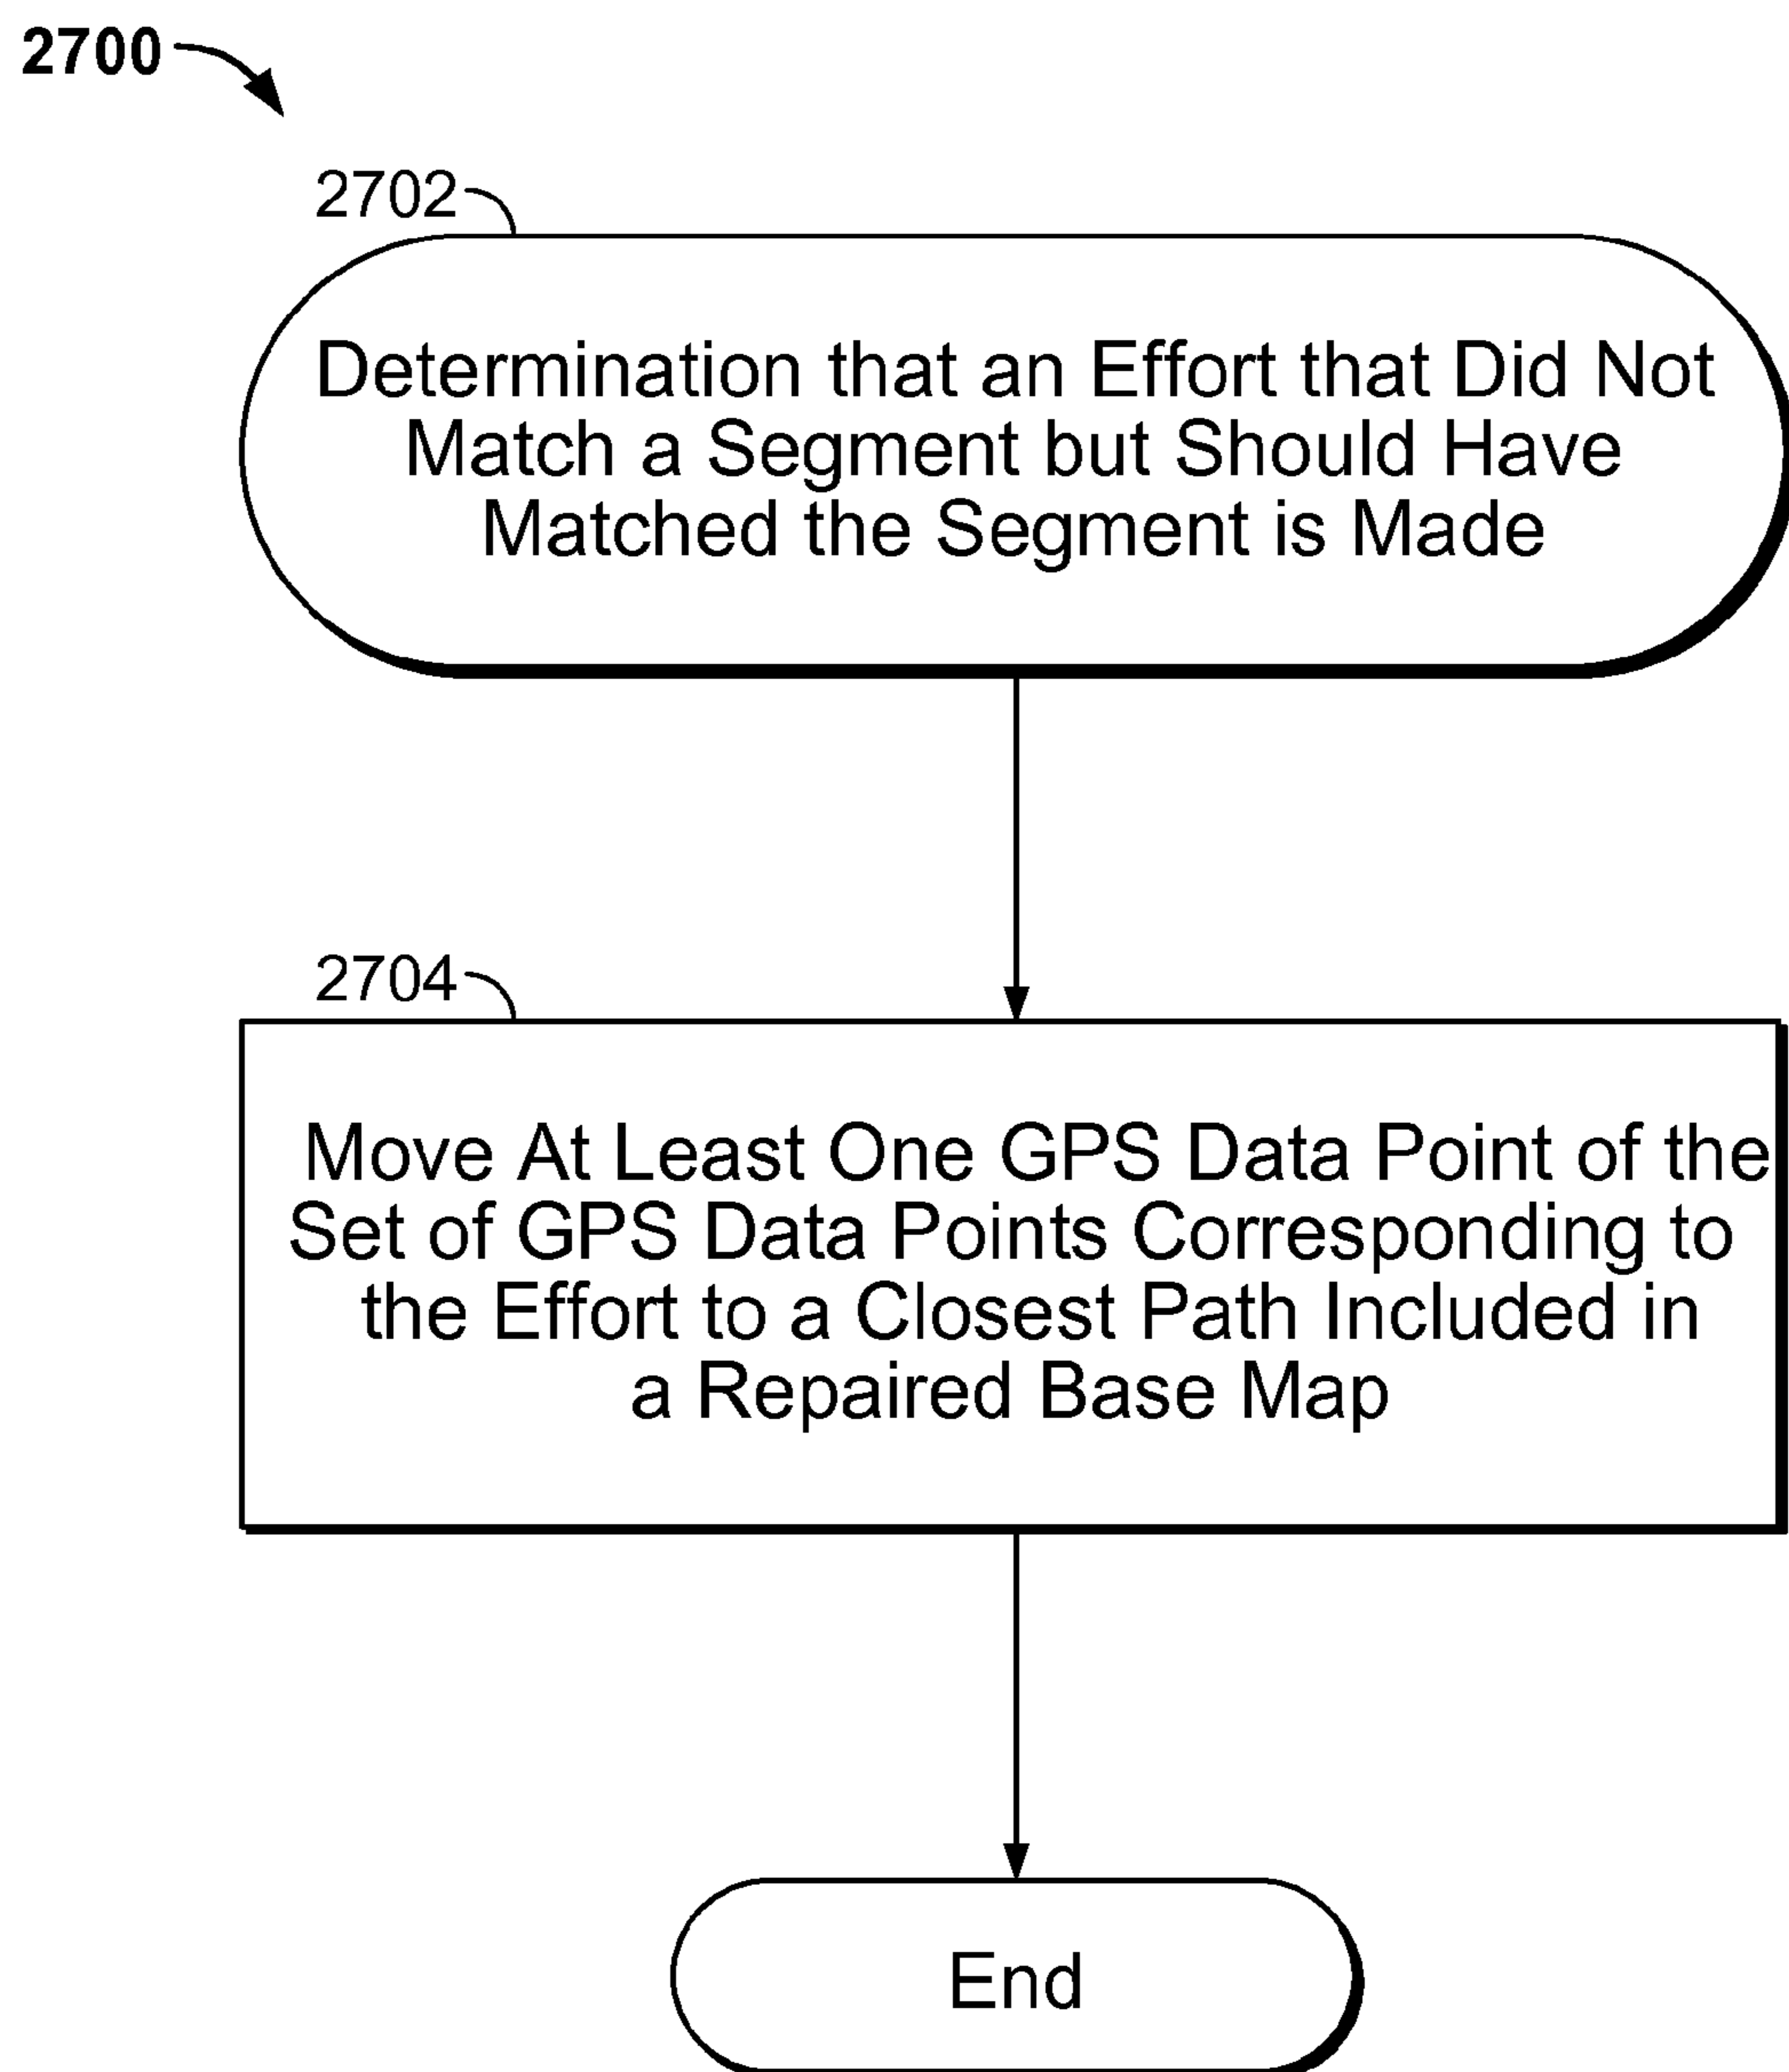 2700
2702
Determination that an Effort that Did Not
Match a Segment but Should Have
Matched the Segment is Made
2704
Move At Least One GPS Data Point of the
Set of GPS Data Points Corresponding to
the Effort to a Closest Path Included in
a Repaired Base Map
End